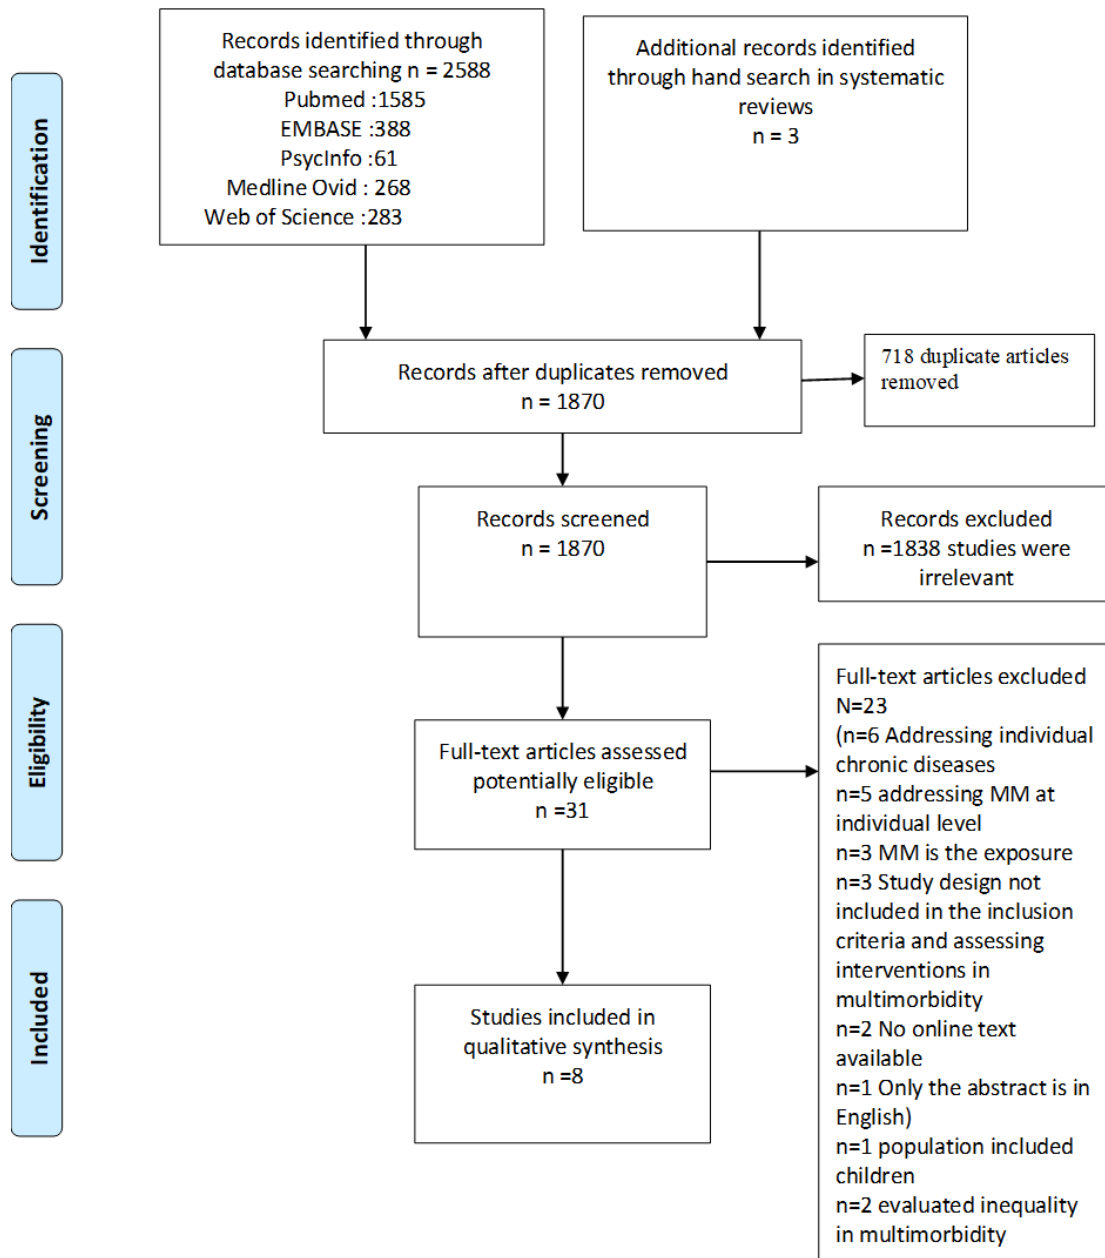 Records identified through
database searching n = 2588
Pubmed :1585
EMBASE :388
PsycInfo :61
Medline Ovid : 268
Web of Science :283
Additional records identified
through hand search in systematic
reviews
n = 3
Identification
Records after duplicates removed
n = 1870
718 duplicate articles
removed
Screening
Records screened
n = 1870
Records excluded
n =1838 studies were
irrelevant
Eligibility
Full-text articles assessed
potentially eligible
n =31
Full-text articles excluded
N=23
(n=6 Addressing individual
chronic diseases
n=5 addressing MM at
individual level
n=3 MM is the exposure
n=3 Study design not
included in the inclusion
criteria and assessing
interventions in
multimorbidity
n=2 No online text
available
n=1 Only the abstract is in
English)
n=1 population included
children
n=2 evaluated inequality
in multimorbidity
Included
Studies included in
qualitative synthesis
n =8